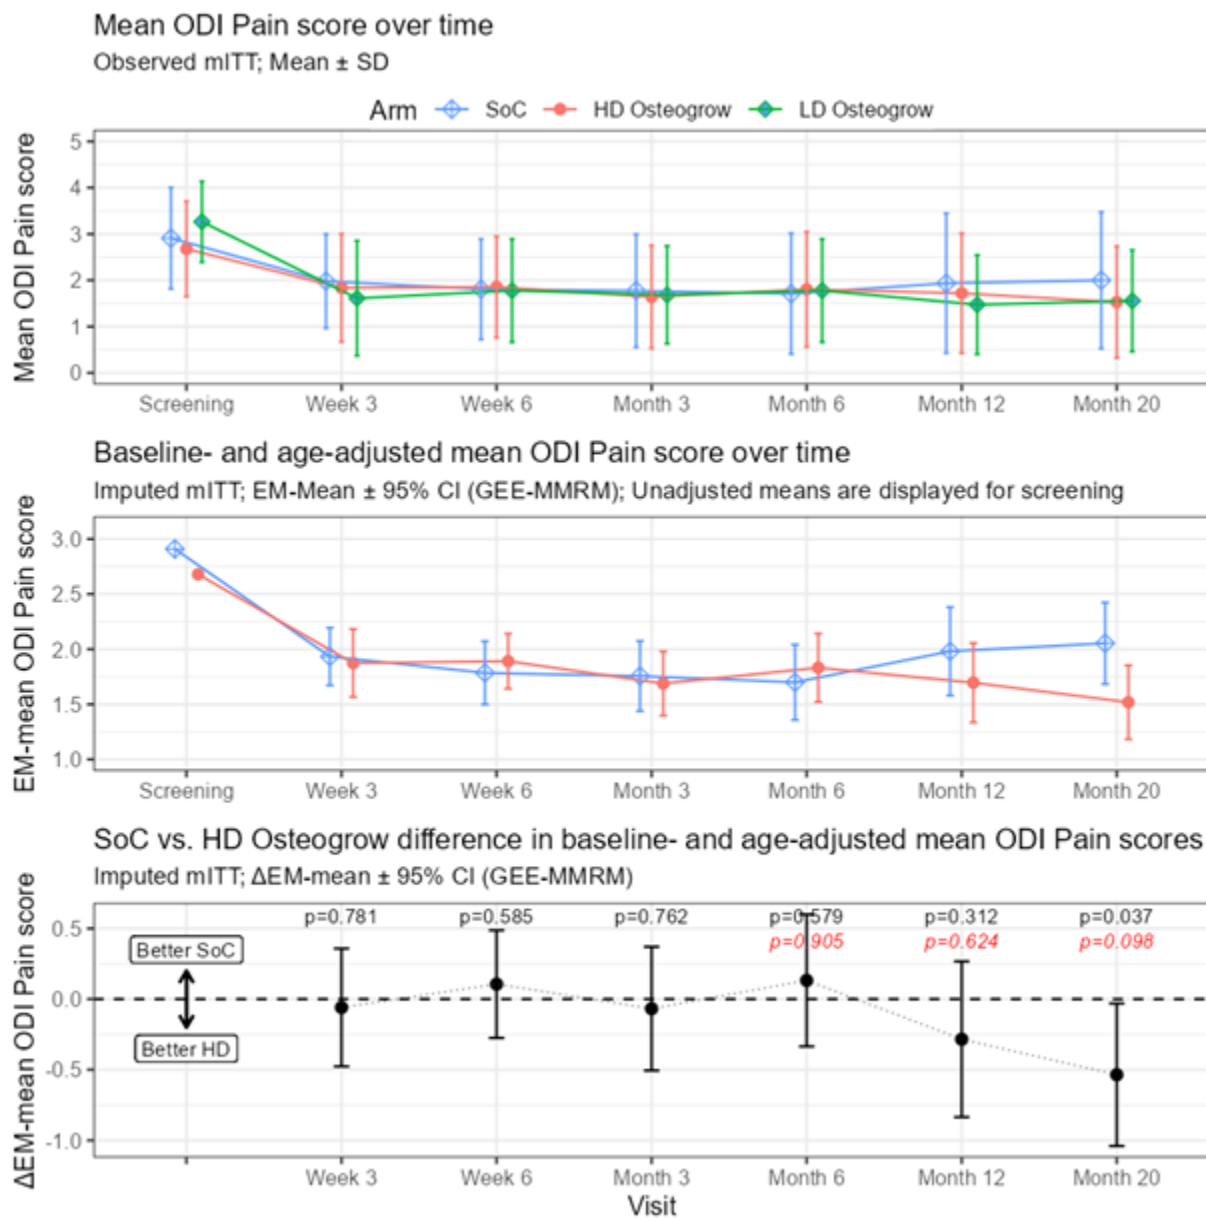 Mean ODI Pain score over time
Observed mITT; Mean ± SD
Arm SoC HD Osteogrow LD Osteogrow
Mean ODI Pain score
5
4
3
2
1
0
Screening Week 3 Week 6 Month 3 Month 6 Month 12 Month 20
Baseline- and age-adjusted mean ODI Pain score over time
Imputed mITT; EM-Mean ± 95% CI (GEE-MMRM); Unadjusted means are displayed for screening
EM-mean ODI Pain score
3.0
2.5
2.0
1.5
1.0
Screening Week 3 Week 6 Month 3 Month 6 Month 12 Month 20
SoC vs. HD Osteogrow difference in baseline- and age-adjusted mean ODI Pain scores
Imputed mITT; ΔEM-mean ± 95% CI (GEE-MMRM)
ΔEM-mean ODI Pain score
p=0.781 p=0.585 p=0.762 p=0.579 p=0.312 p=0.037
p=0.905 p=0.624 p=0.098
0.5
0.0
-0.5
-1.0
Better SoC
Better HD
Week 3 Week 6 Month 3 Month 6 Month 12 Month 20
Visit